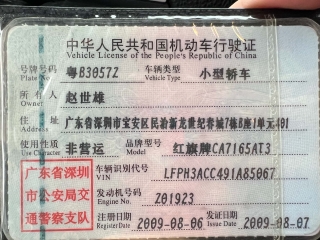 中华人民共和国机动车行驶证
Vehicle License of the People's Republic of China
号牌号码 Plate No. 粤B30572 车辆类型 Vehicle Type 小型轿车
所有人 Owner 赵世雄
住址 Address 广东省深圳市宝安区民治新龙世纪春城7栋B座1单元401
使用性质 Use Character 非营运 品牌型号 Model 红旗牌CA7165AT3
车辆识别代号 VIN LFPH3ACC491A85067
发动机号码 Engine No. Z01923
注册日期 Register Date 2009-08-06 发证日期 Issue Date 2009-08-07
广东省深圳
市公安局交
通警察支队